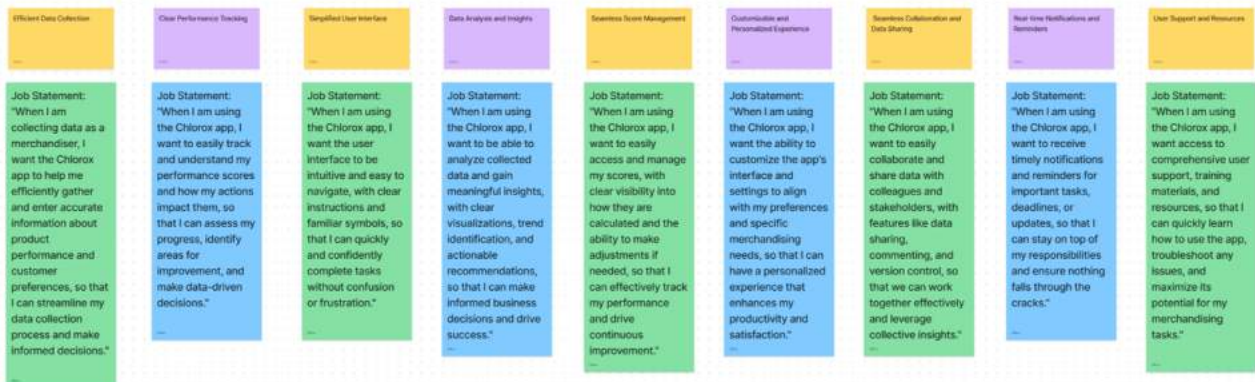 Efficient Data Collection
Clear Performance Tracking
Simplified User Interface
Data Analysis and Insights
Seamless Score Management
Customizable and
Personalized Experience
Seamless Collaboration and
Data Sharing
Real-time Notifications and
Reminders
User Support and Resources
Job Statement:
"When I am
collecting data as a
merchandiser, I
want the Chlorox
app to help me
efficiently gather
and enter accurate
information about
product
performance and
customer
preferences, so that
I can streamline my
data collection
process and make
informed decisions."
Job Statement:
"When I am using
the Chlorox app, I
want to easily track
and understand my
performance scores
and how my actions
impact them, so
that I can assess my
progress, identify
areas for
improvement, and
make data-driven
decisions."
Job Statement:
"When I am using
the Chlorox app, I
want the user
interface to be
intuitive and easy to
navigate, with clear
instructions and
familiar symbols, so
that I can quickly
and confidently
complete tasks
without confusion
or frustration."
Job Statement:
"When I am using
the Chlorox app, I
want to be able to
analyze collected
data and gain
meaningful insights,
with clear
visualizations, trend
identification, and
actionable
recommendations,
so that I can make
informed business
decisions and drive
success."
Job Statement:
"When I am using
the Chlorox app, I
want to easily
access and manage
my scores, with
clear visibility into
how they are
calculated and the
ability to make
adjustments if
needed, so that I
can effectively track
my performance
and drive
continuous
improvement."
Job Statement:
"When I am using
the Chlorox app, I
want the ability to
customize the app's
interface and
settings to align
with my preferences
and specific
merchandising
needs, so that I can
have a personalized
experience that
enhances my
productivity and
satisfaction."
Job Statement:
"When I am using
the Chlorox app, I
want to easily
collaborate and
share data with
colleagues and
stakeholders, with
features like data
sharing,
commenting, and
version control, so
that we can work
together effectively
and leverage
collective insights."
Job Statement:
"When I am using
the Chlorox app, I
want to receive
timely notifications
and reminders for
important tasks,
deadlines, or
updates, so that I
can stay on top of
my responsibilities
and ensure nothing
falls through the
cracks."
Job Statement:
"When I am using
the Chlorox app, I
want access to
comprehensive user
support, training
materials, and
resources, so that I
can quickly learn
how to use the app,
troubleshoot any
issues, and
maximize its
potential for my
merchandising
tasks."